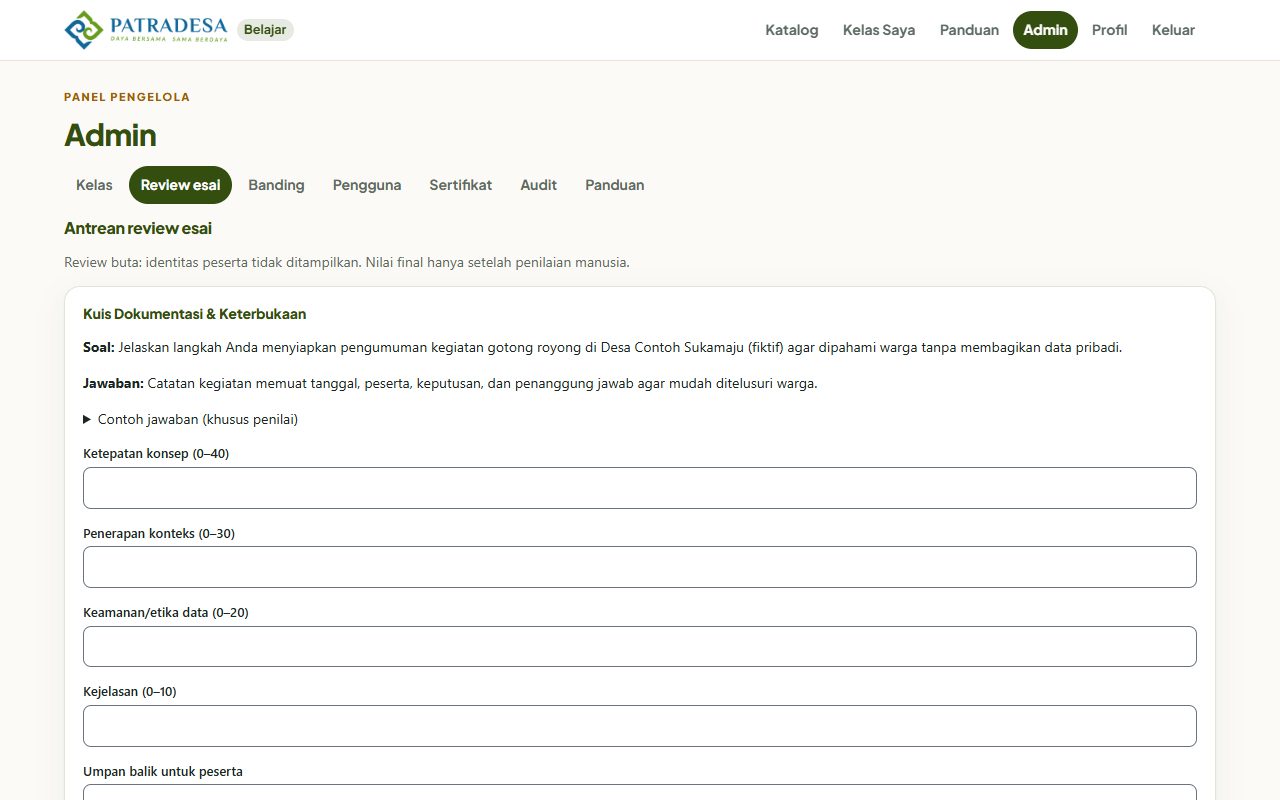 PATRADESA
DAYA BERSAMA SAMA BERDAYA
Belajar
Katalog
Kelas Saya
Panduan
Admin
Profil
Keluar
PANEL PENGELOLA
Admin
Kelas
Review esai
Banding
Pengguna
Sertifikat
Audit
Panduan
Antrean review esai
Review buta: identitas peserta tidak ditampilkan. Nilai final hanya setelah penilaian manusia.
Kuis Dokumentasi & Keterbukaan
Soal: Jelaskan langkah Anda menyiapkan pengumuman kegiatan gotong royong di Desa Contoh Sukamaju (fiktif) agar dipahami warga tanpa membagikan data pribadi.
Jawaban: Catatan kegiatan memuat tanggal, peserta, keputusan, dan penanggung jawab agar mudah ditelusuri warga.
Contoh jawaban (khusus penilai)
Ketepatan konsep (0–40)
Penerapan konteks (0–30)
Keamanan/etika data (0–20)
Kejelasan (0–10)
Umpan balik untuk peserta